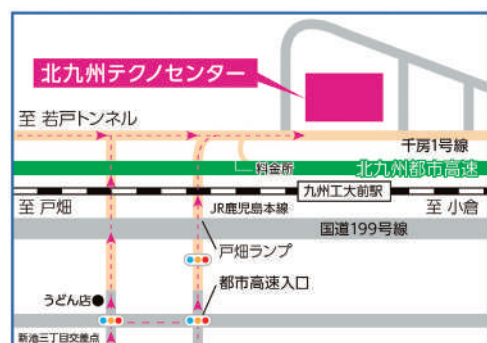 北九州テクノセンター
至 若戸トンネル
千房1号線
料金所
北九州都市高速
九州工大前駅
至 戸畑
JR鹿児島本線
至 小倉
国道199号線
戸畑ランプ
都市高速入口
うどん店
新池三丁目交差点